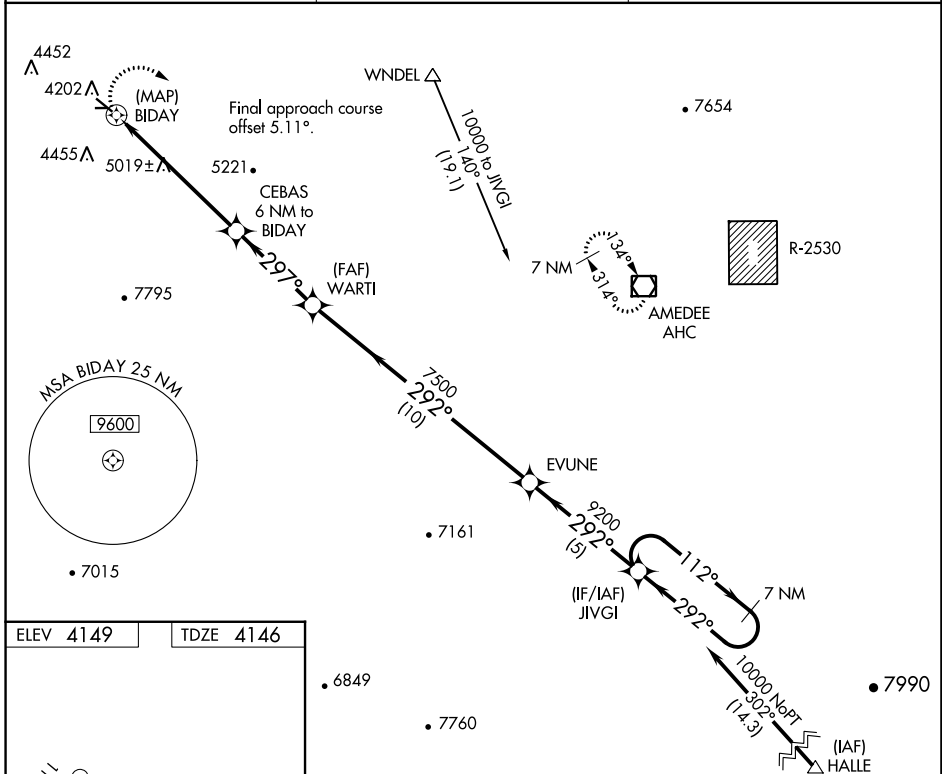 4452
4202
(MAP)
BIDAY
Final approach course
offset 5.11°.
WNDEL
10000 to JIVGI
140°
(19.1)
7654
4455
5019±
5221
CEBAS
6 NM to
BIDAY
297°
(FAF)
WARTI
7 NM
134°
314°
AMEDEE
AHC
R-2530
7795
MSA BIDAY 25 NM
9600
7500
292°
(10)
EVUNE
9200
292°
(5)
7161
7015
(IF/IAF)
JIVGI
112°
292°
7 NM
ELEV 4149
TDZE 4146
6849
7760
10000 NoPT
302°
(14.3)
7990
(IAF)
HALLE